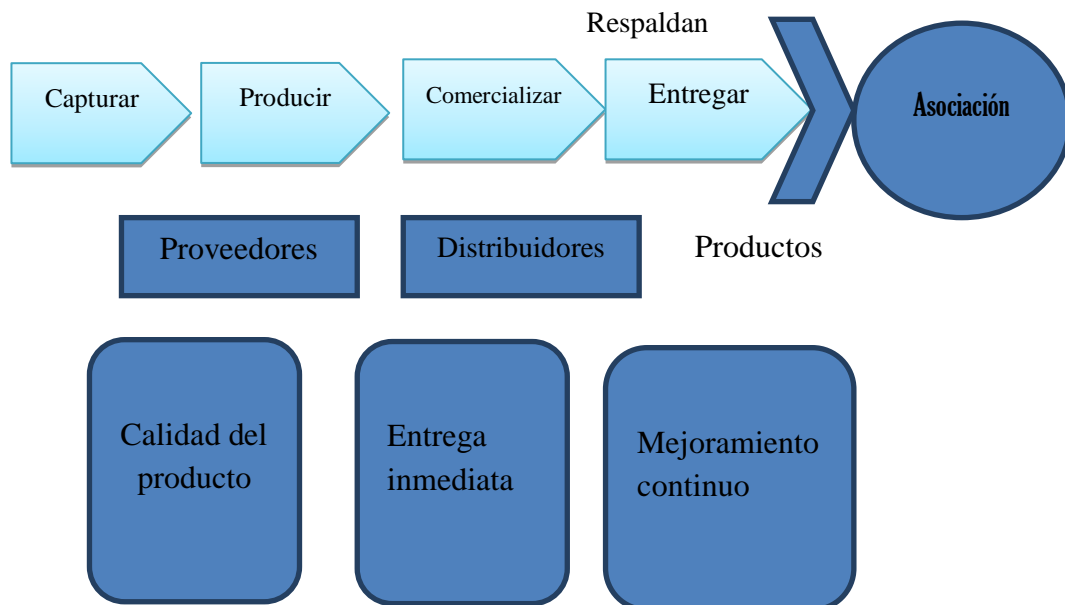 Respaldan
Capturar
Producir
Comercializar
Entregar
Asociación
Proveedores
Distribuidores
Productos
Calidad del
producto
Entrega
inmediata
Mejoramiento
continuo